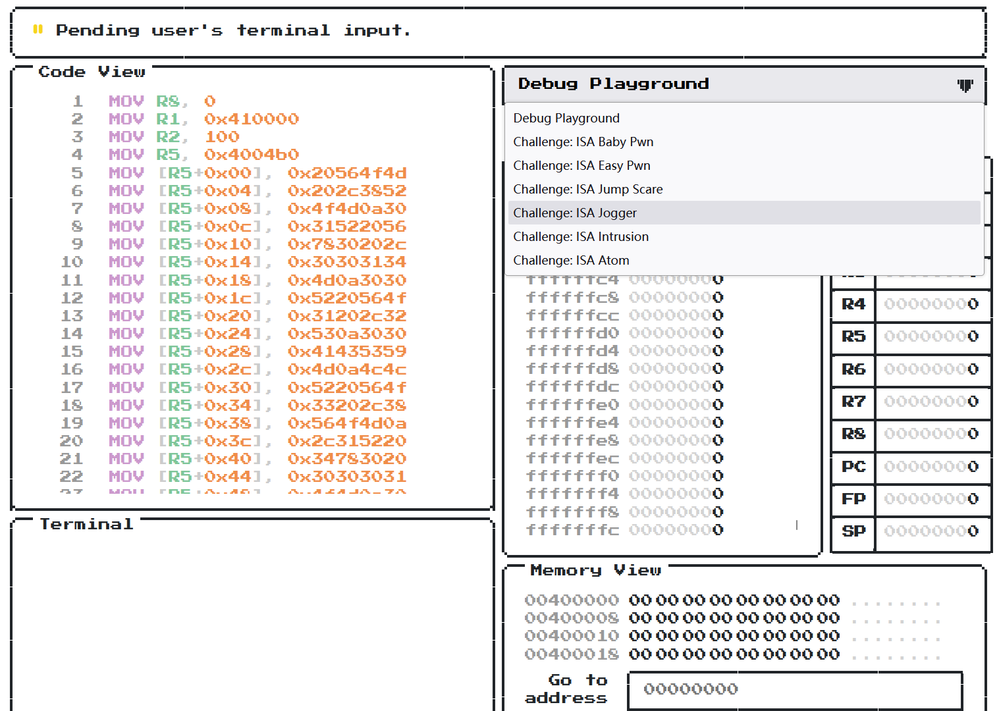 Pending user's terminal input.
Code View
1 MOV R8, 0
2 MOV R1, 0x410000
3 MOV R2, 100
4 MOV R5, 0x4004b0
5 MOV [R5+0x00], 0x20564f4d
6 MOV [R5+0x04], 0x202c3852
7 MOV [R5+0x08], 0x4f4d0a30
8 MOV [R5+0x0c], 0x31522056
9 MOV [R5+0x10], 0x7830202c
10 MOV [R5+0x14], 0x30303134
11 MOV [R5+0x18], 0x4d0a3030
12 MOV [R5+0x1c], 0x5220564f
13 MOV [R5+0x20], 0x31202c32
14 MOV [R5+0x24], 0x530a3030
15 MOV [R5+0x28], 0x41435359
16 MOV [R5+0x2c], 0x4d0a4c4c
17 MOV [R5+0x30], 0x5220564f
18 MOV [R5+0x34], 0x33202c38
19 MOV [R5+0x38], 0x564f4d0a
20 MOV [R5+0x3c], 0x2c315220
21 MOV [R5+0x40], 0x34783020
22 MOV [R5+0x44], 0x30303031
23 MOV [R5+0x48], 0x4f4d0a30
Terminal
Debug Playground
Debug Playground
Challenge: ISA Baby Pwn
Challenge: ISA Easy Pwn
Challenge: ISA Jump Scare
Challenge: ISA Jogger
Challenge: ISA Intrusion
Challenge: ISA Atom
ffffffc4 00000000
ffffffc8 00000000
ffffffcc 00000000
ffffffd0 00000000
ffffffd4 00000000
ffffffd8 00000000
ffffffdc 00000000
ffffffe0 00000000
ffffffe4 00000000
ffffffe8 00000000
ffffffec 00000000
fffffff0 00000000
fffffff4 00000000
fffffff8 00000000
fffffffc 00000000
R4 00000000
R5 00000000
R6 00000000
R7 00000000
R8 00000000
PC 00000000
FP 00000000
SP 00000000
Memory View
00400000 00 00 00 00 00 00 00 00 ........
00400008 00 00 00 00 00 00 00 00 ........
00400010 00 00 00 00 00 00 00 00 ........
00400018 00 00 00 00 00 00 00 00 ........
Go to address 00000000